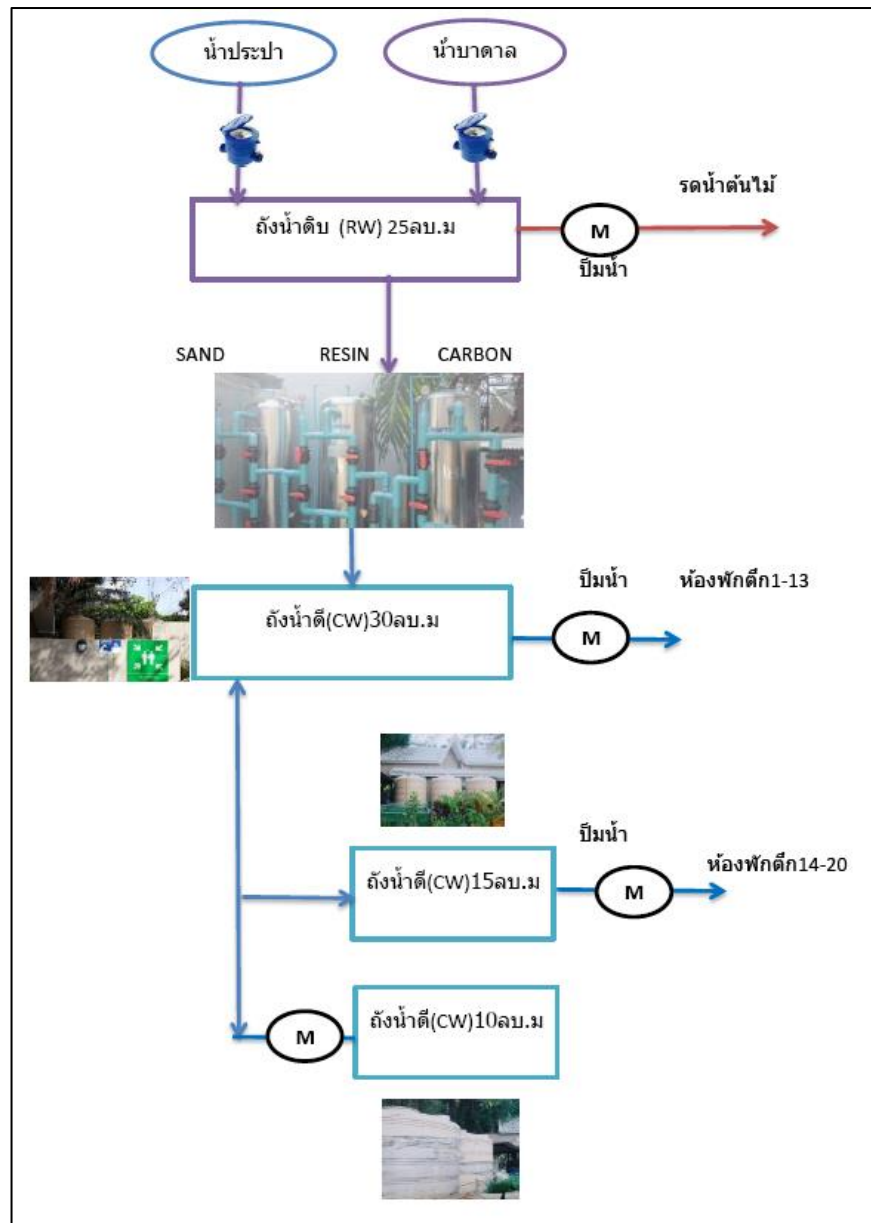 น้ำประปา
น้ำบาดาล
รดน้ำต้นไม้
ถังน้ำดิบ (RW) 25ลบ.ม
M
ปั๊มน้ำ
SAND
RESIN
CARBON
ปั๊มน้ำ
ห้องพักตึก1-13
ถังน้ำดี(CW)30ลบ.ม
M
ปั๊มน้ำ
ห้องพักตึก14-20
ถังน้ำดี(CW)15ลบ.ม
M
ถังน้ำดี(CW)10ลบ.ม
M